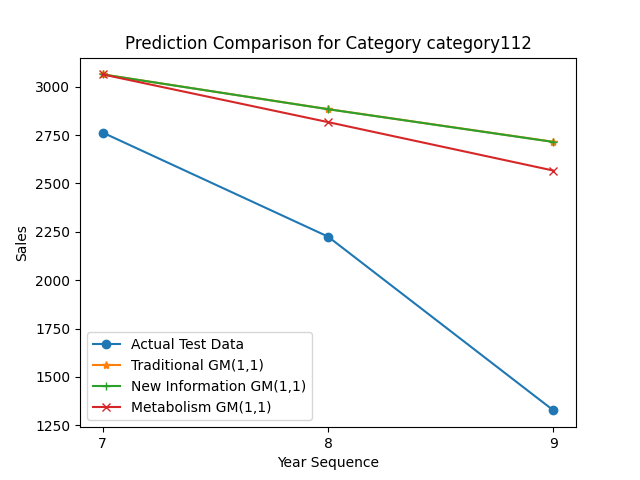 Prediction Comparison for Category category112
3000
2750
2500
2250
2000
1750
1500
1250
Sales
Actual Test Data
Traditional GM(1,1)
New Information GM(1,1)
Metabolism GM(1,1)
7
8
9
Year Sequence